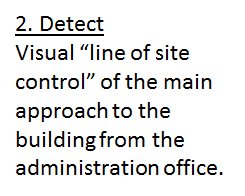 2. Detect
Visual “line of site
control” of the main
approach to the
building from the
administration office.